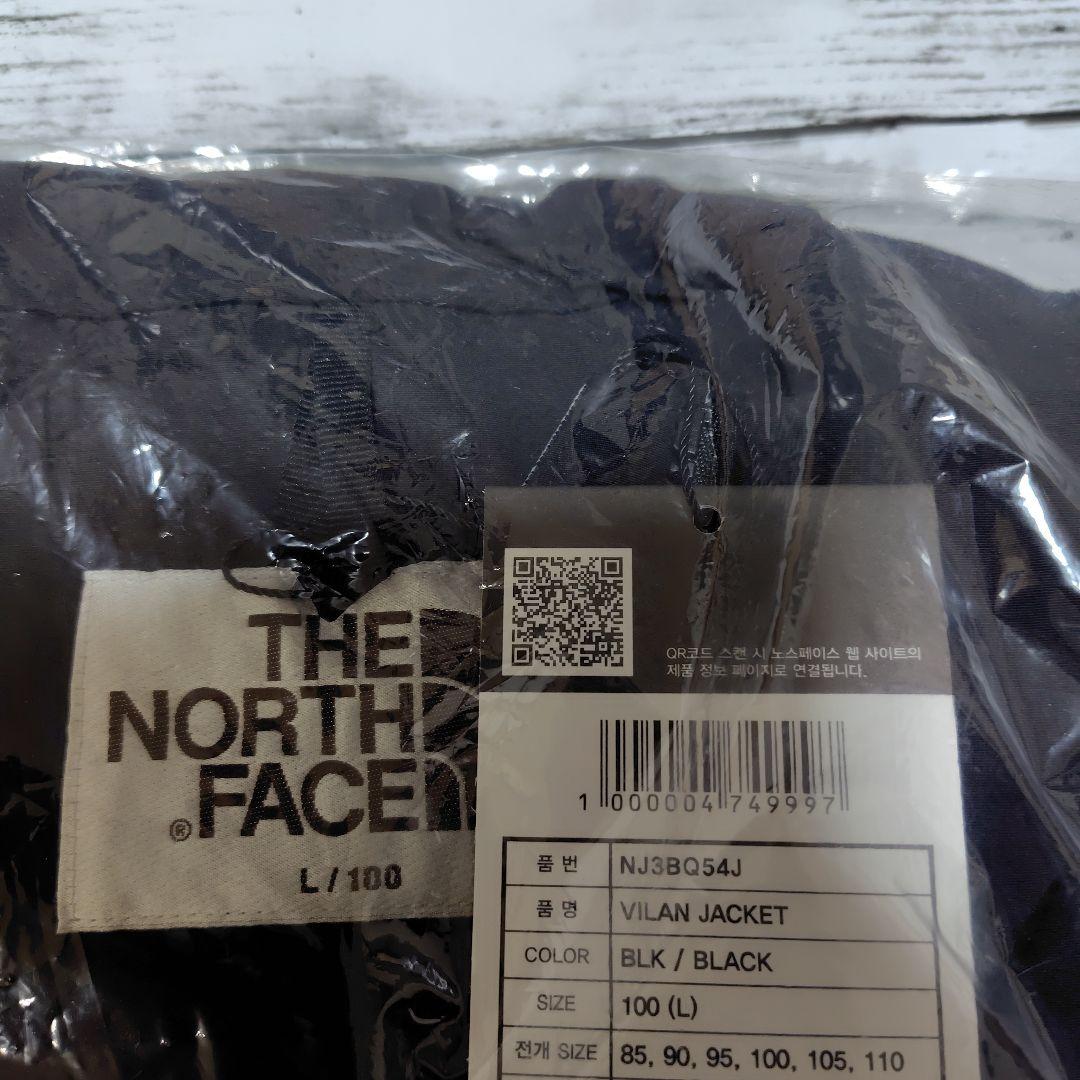 THE
NORTH
FACE
®
L / 100
QR코드 스캔 시 노스페이스 웹 사이트의
제품 정보 페이지로 연결됩니다.
1 000004 749997
품 번 NJ3BQ54J
품 명 VILAN JACKET
COLOR BLK / BLACK
SIZE 100 (L)
전개 SIZE 85, 90, 95, 100, 105, 110